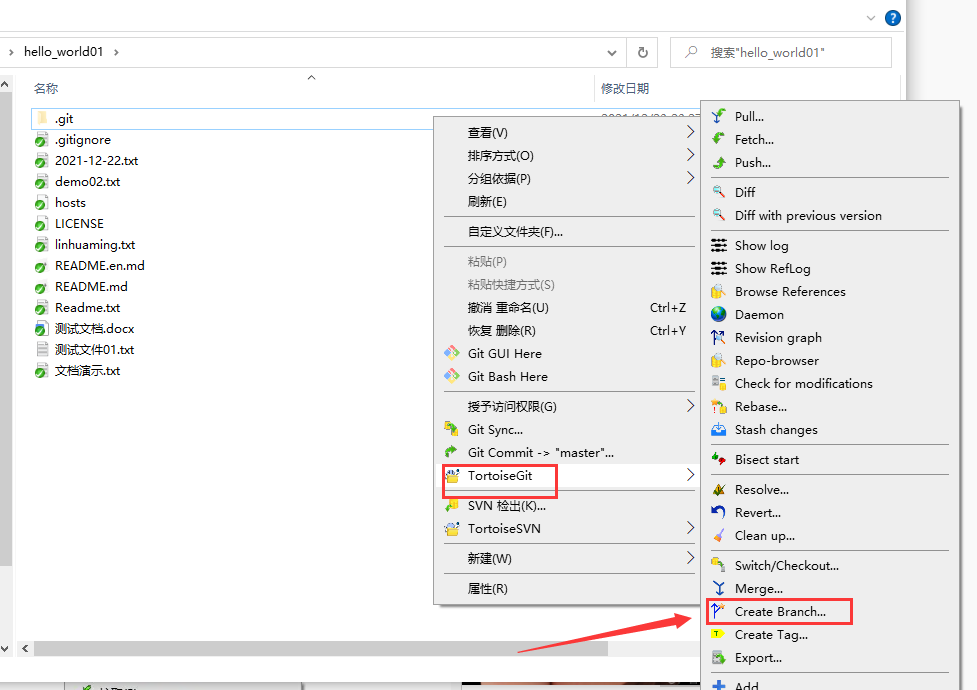 hello_world01
搜索"hello_world01"
名称
修改日期
.git
.gitignore
2021-12-22.txt
demo02.txt
hosts
LICENSE
linhuaming.txt
README.en.md
README.md
Readme.txt
测试文档.docx
测试文件01.txt
文档演示.txt
查看(V)
排序方式(O)
分组依据(P)
刷新(E)
自定义文件夹(F)...
粘贴(P)
粘贴快捷方式(S)
撤消 重命名(U) Ctrl+Z
恢复 删除(R) Ctrl+Y
Git GUI Here
Git Bash Here
授予访问权限(G)
Git Sync...
Git Commit -> "master"...
TortoiseGit
SVN 检出(K)...
TortoiseSVN
新建(W)
属性(R)
Pull...
Fetch...
Push...
Diff
Diff with previous version
Show log
Show RefLog
Browse References
Daemon
Revision graph
Repo-browser
Check for modifications
Rebase...
Stash changes
Bisect start
Resolve...
Revert...
Clean up...
Switch/Checkout...
Merge...
Create Branch...
Create Tag...
Export...
Add